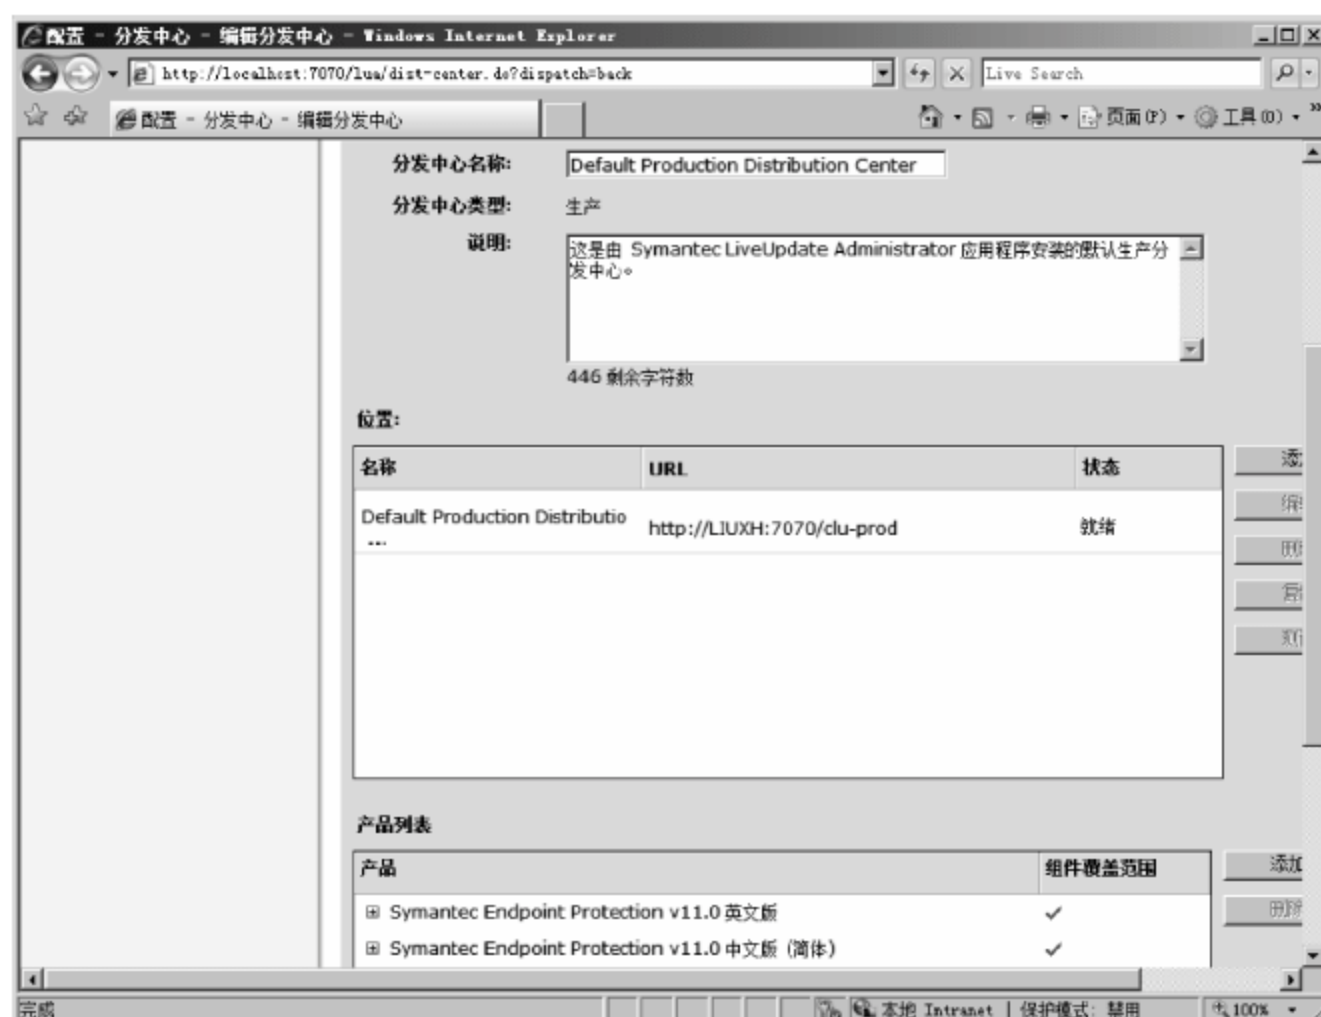 配置 - 分发中心 - 编辑分发中心 - Windows Internet Explorer
http://localhost:7070/lua/dist-center.do?dispatch=back
Live Search
配置 - 分发中心 - 编辑分发中心
页面(P) 工具(O) »
分发中心名称: Default Production Distribution Center
分发中心类型: 生产
说明: 这是由 Symantec LiveUpdate Administrator 应用程序安装的默认生产分
发中心。
446 剩余字符数
位置:
名称 URL 状态
Default Production Distributio
...
http://LIUXH:7070/clu-prod 就绪
产品列表
产品 组件覆盖范围 添加
Symantec Endpoint Protection v11.0 英文版 删除
Symantec Endpoint Protection v11.0 中文版 (简体)
完成 本地 Intranet | 保护模式: 禁用 100%